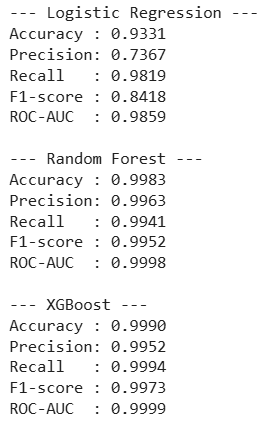 --- Logistic Regression ---
Accuracy : 0.9331
Precision: 0.7367
Recall   : 0.9819
F1-score : 0.8418
ROC-AUC  : 0.9859

--- Random Forest ---
Accuracy : 0.9983
Precision: 0.9963
Recall   : 0.9941
F1-score : 0.9952
ROC-AUC  : 0.9998

--- XGBoost ---
Accuracy : 0.9990
Precision: 0.9952
Recall   : 0.9994
F1-score : 0.9973
ROC-AUC  : 0.9999